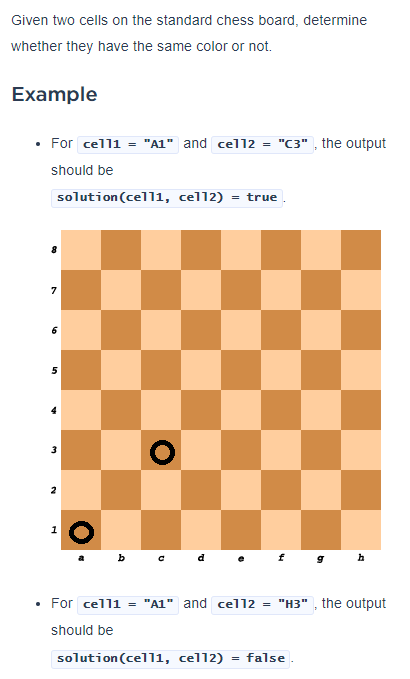 Given two cells on the standard chess board, determine
whether they have the same color or not.
Example
• For cell1 = "A1" and cell2 = "C3", the output
should be
solution(cell1, cell2) = true.
8
7
6
5
4
3
2
1
a b c d e f g h
• For cell1 = "A1" and cell2 = "H3", the output
should be
solution(cell1, cell2) = false.